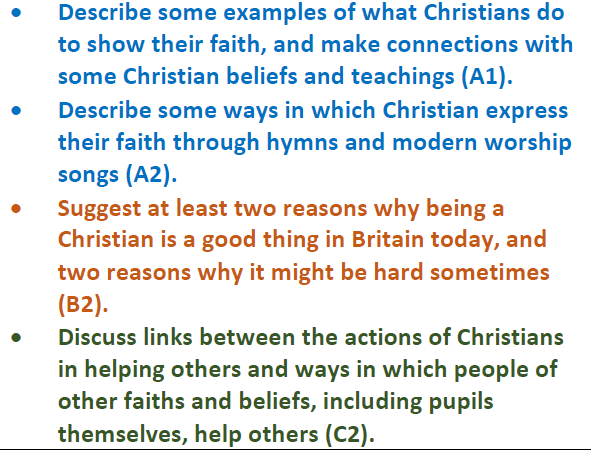 • Describe some examples of what Christians do
to show their faith, and make connections with
some Christian beliefs and teachings (A1).
• Describe some ways in which Christian express
their faith through hymns and modern worship
songs (A2).
• Suggest at least two reasons why being a
Christian is a good thing in Britain today, and
two reasons why it might be hard sometimes
(B2).
• Discuss links between the actions of Christians
in helping others and ways in which people of
other faiths and beliefs, including pupils
themselves, help others (C2).